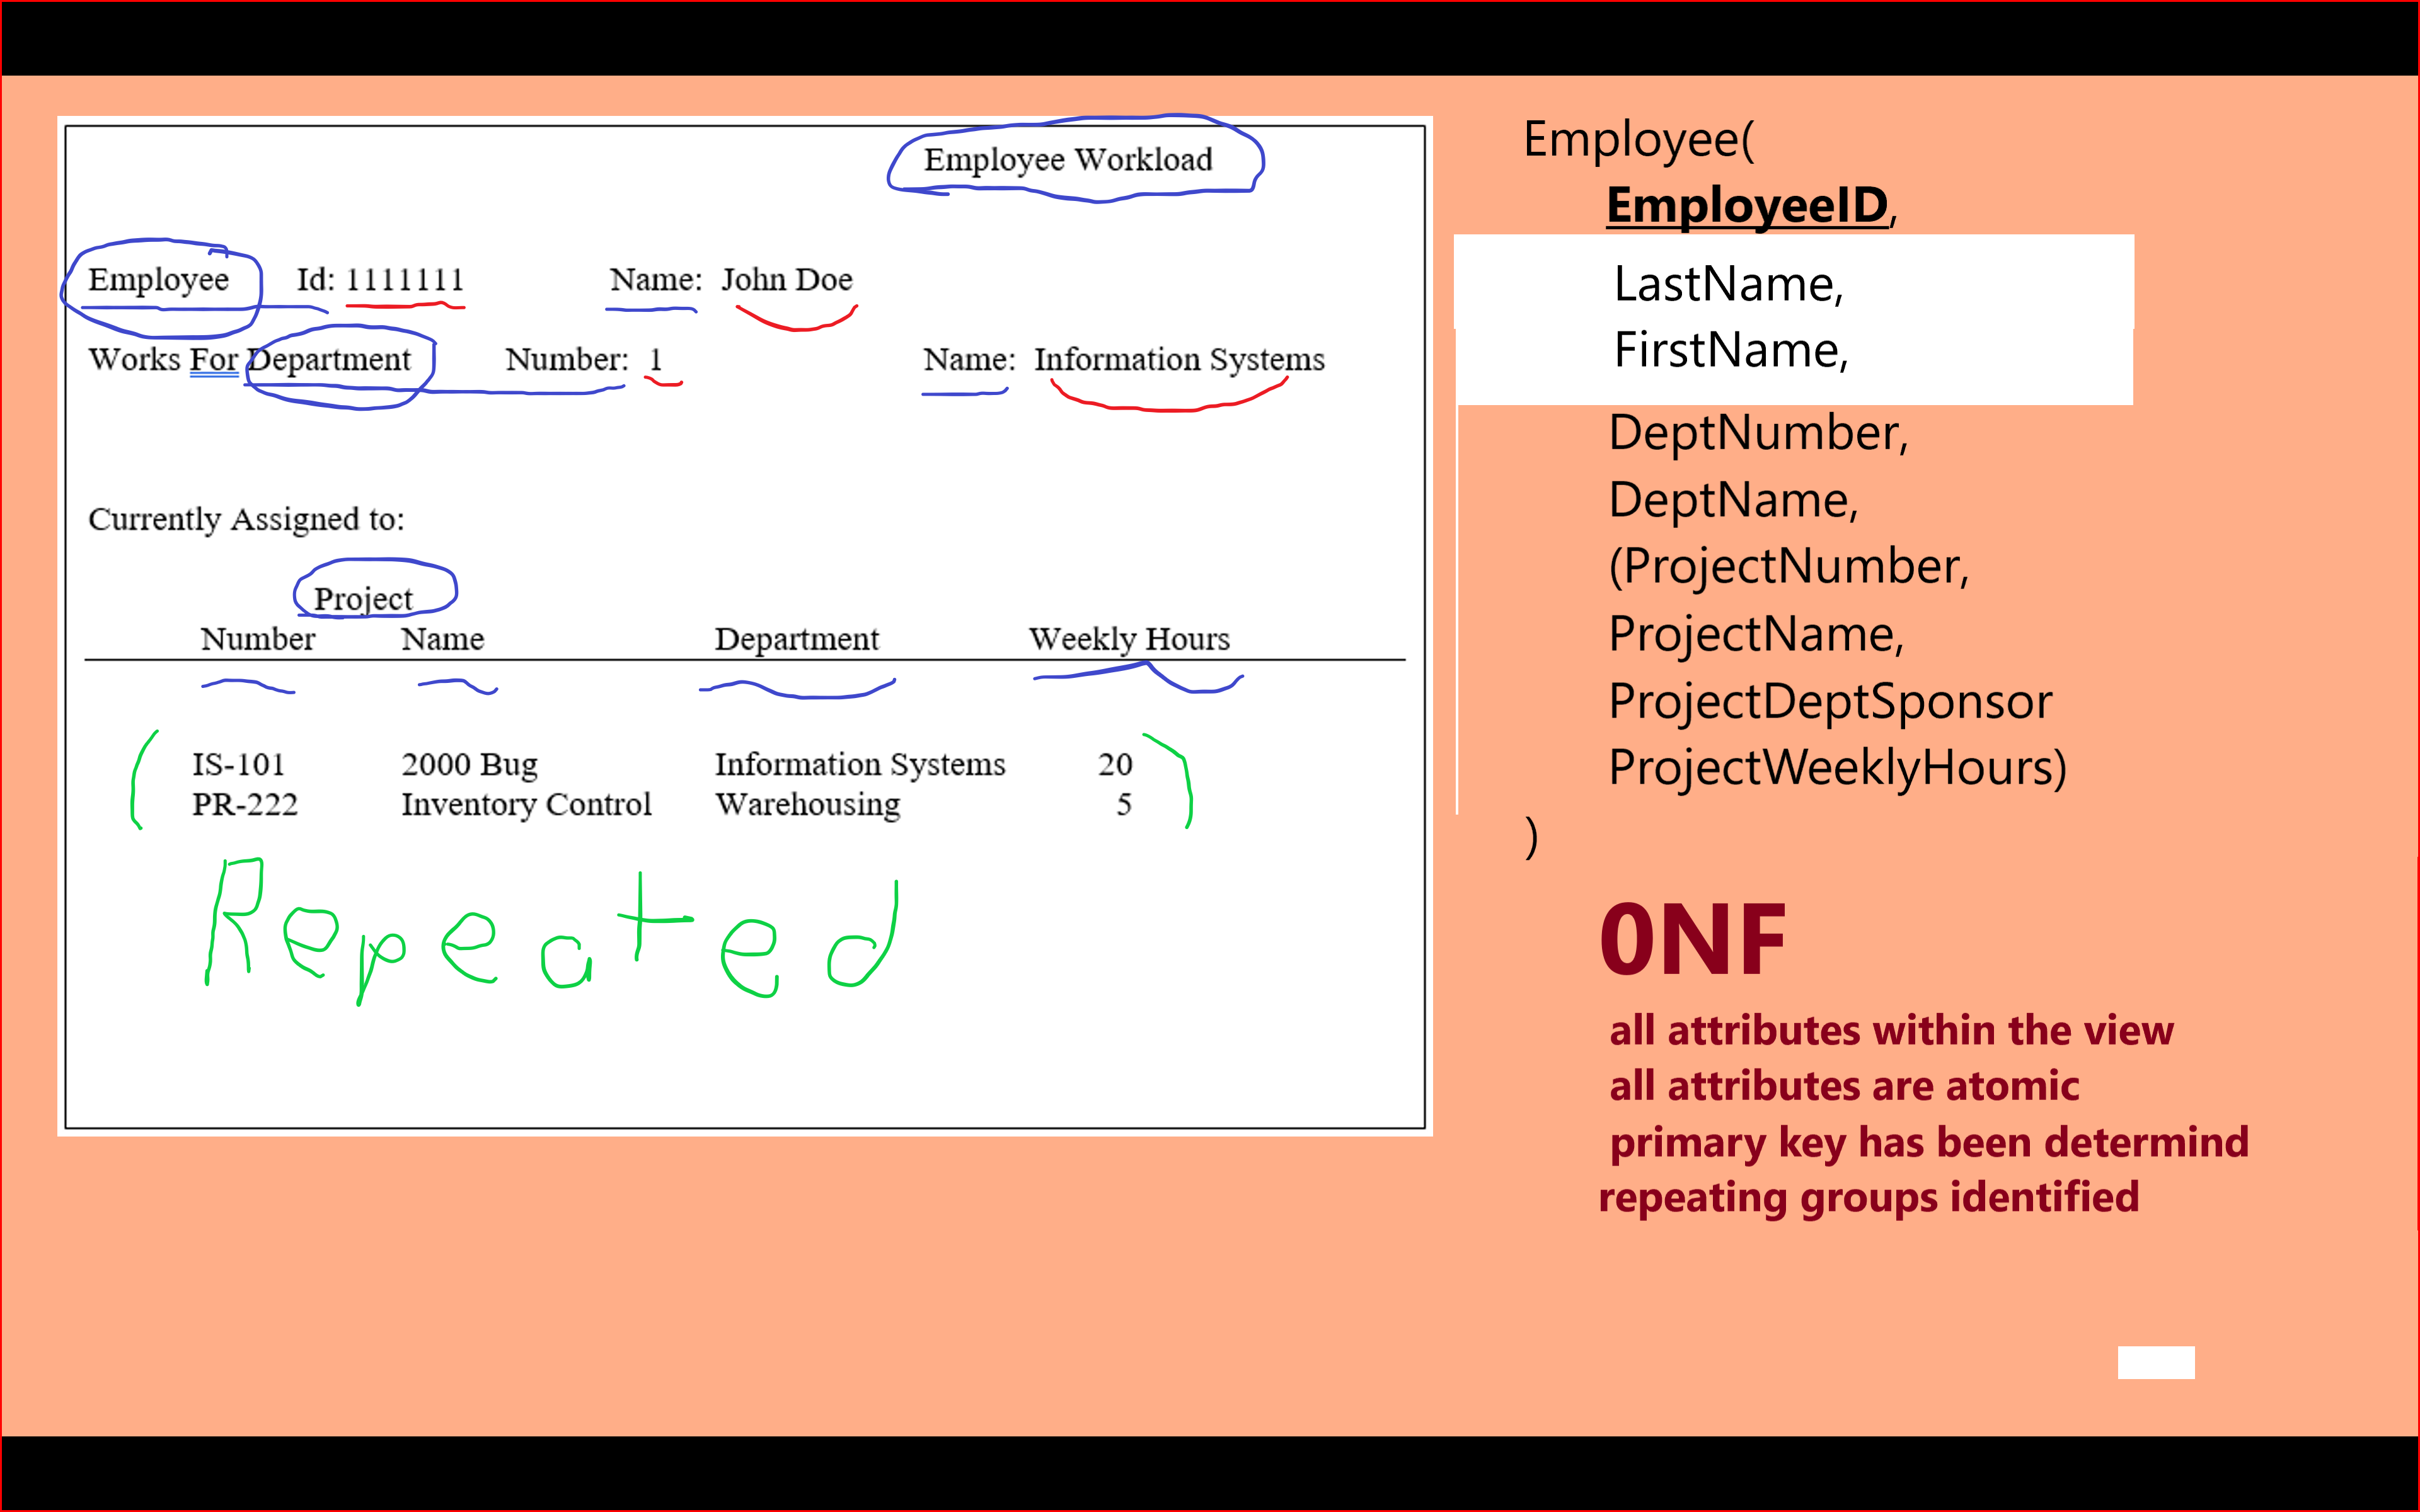 Employee Workload
Employee Id: 1111111 Name: John Doe
Works For Department Number: 1 Name: Information Systems
Currently Assigned to:
Project
Number Name Department Weekly Hours
IS-101 2000 Bug Information Systems 20
PR-222 Inventory Control Warehousing 5
Repeated
Employee(
EmployeeID,
LastName,
FirstName,
DeptNumber,
DeptName,
(ProjectNumber,
ProjectName,
ProjectDeptSponsor
ProjectWeeklyHours)
)
0NF
all attributes within the view
all attributes are atomic
primary key has been determind
repeating groups identified